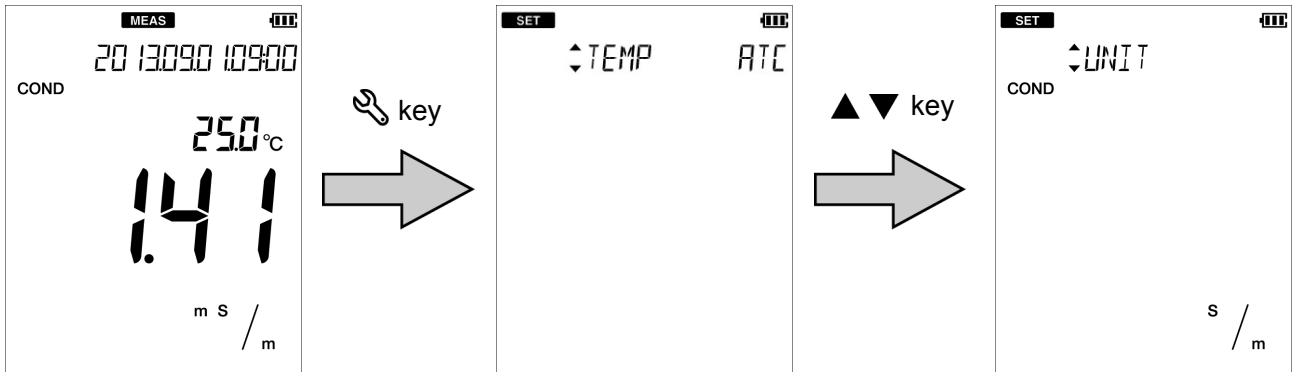 MEAS
2013.09.01.09:00
COND
25.0 °C
1.41
m S / m
key
SET
TEMP ATC
▲ ▼ key
SET
UNIT
COND
S / m